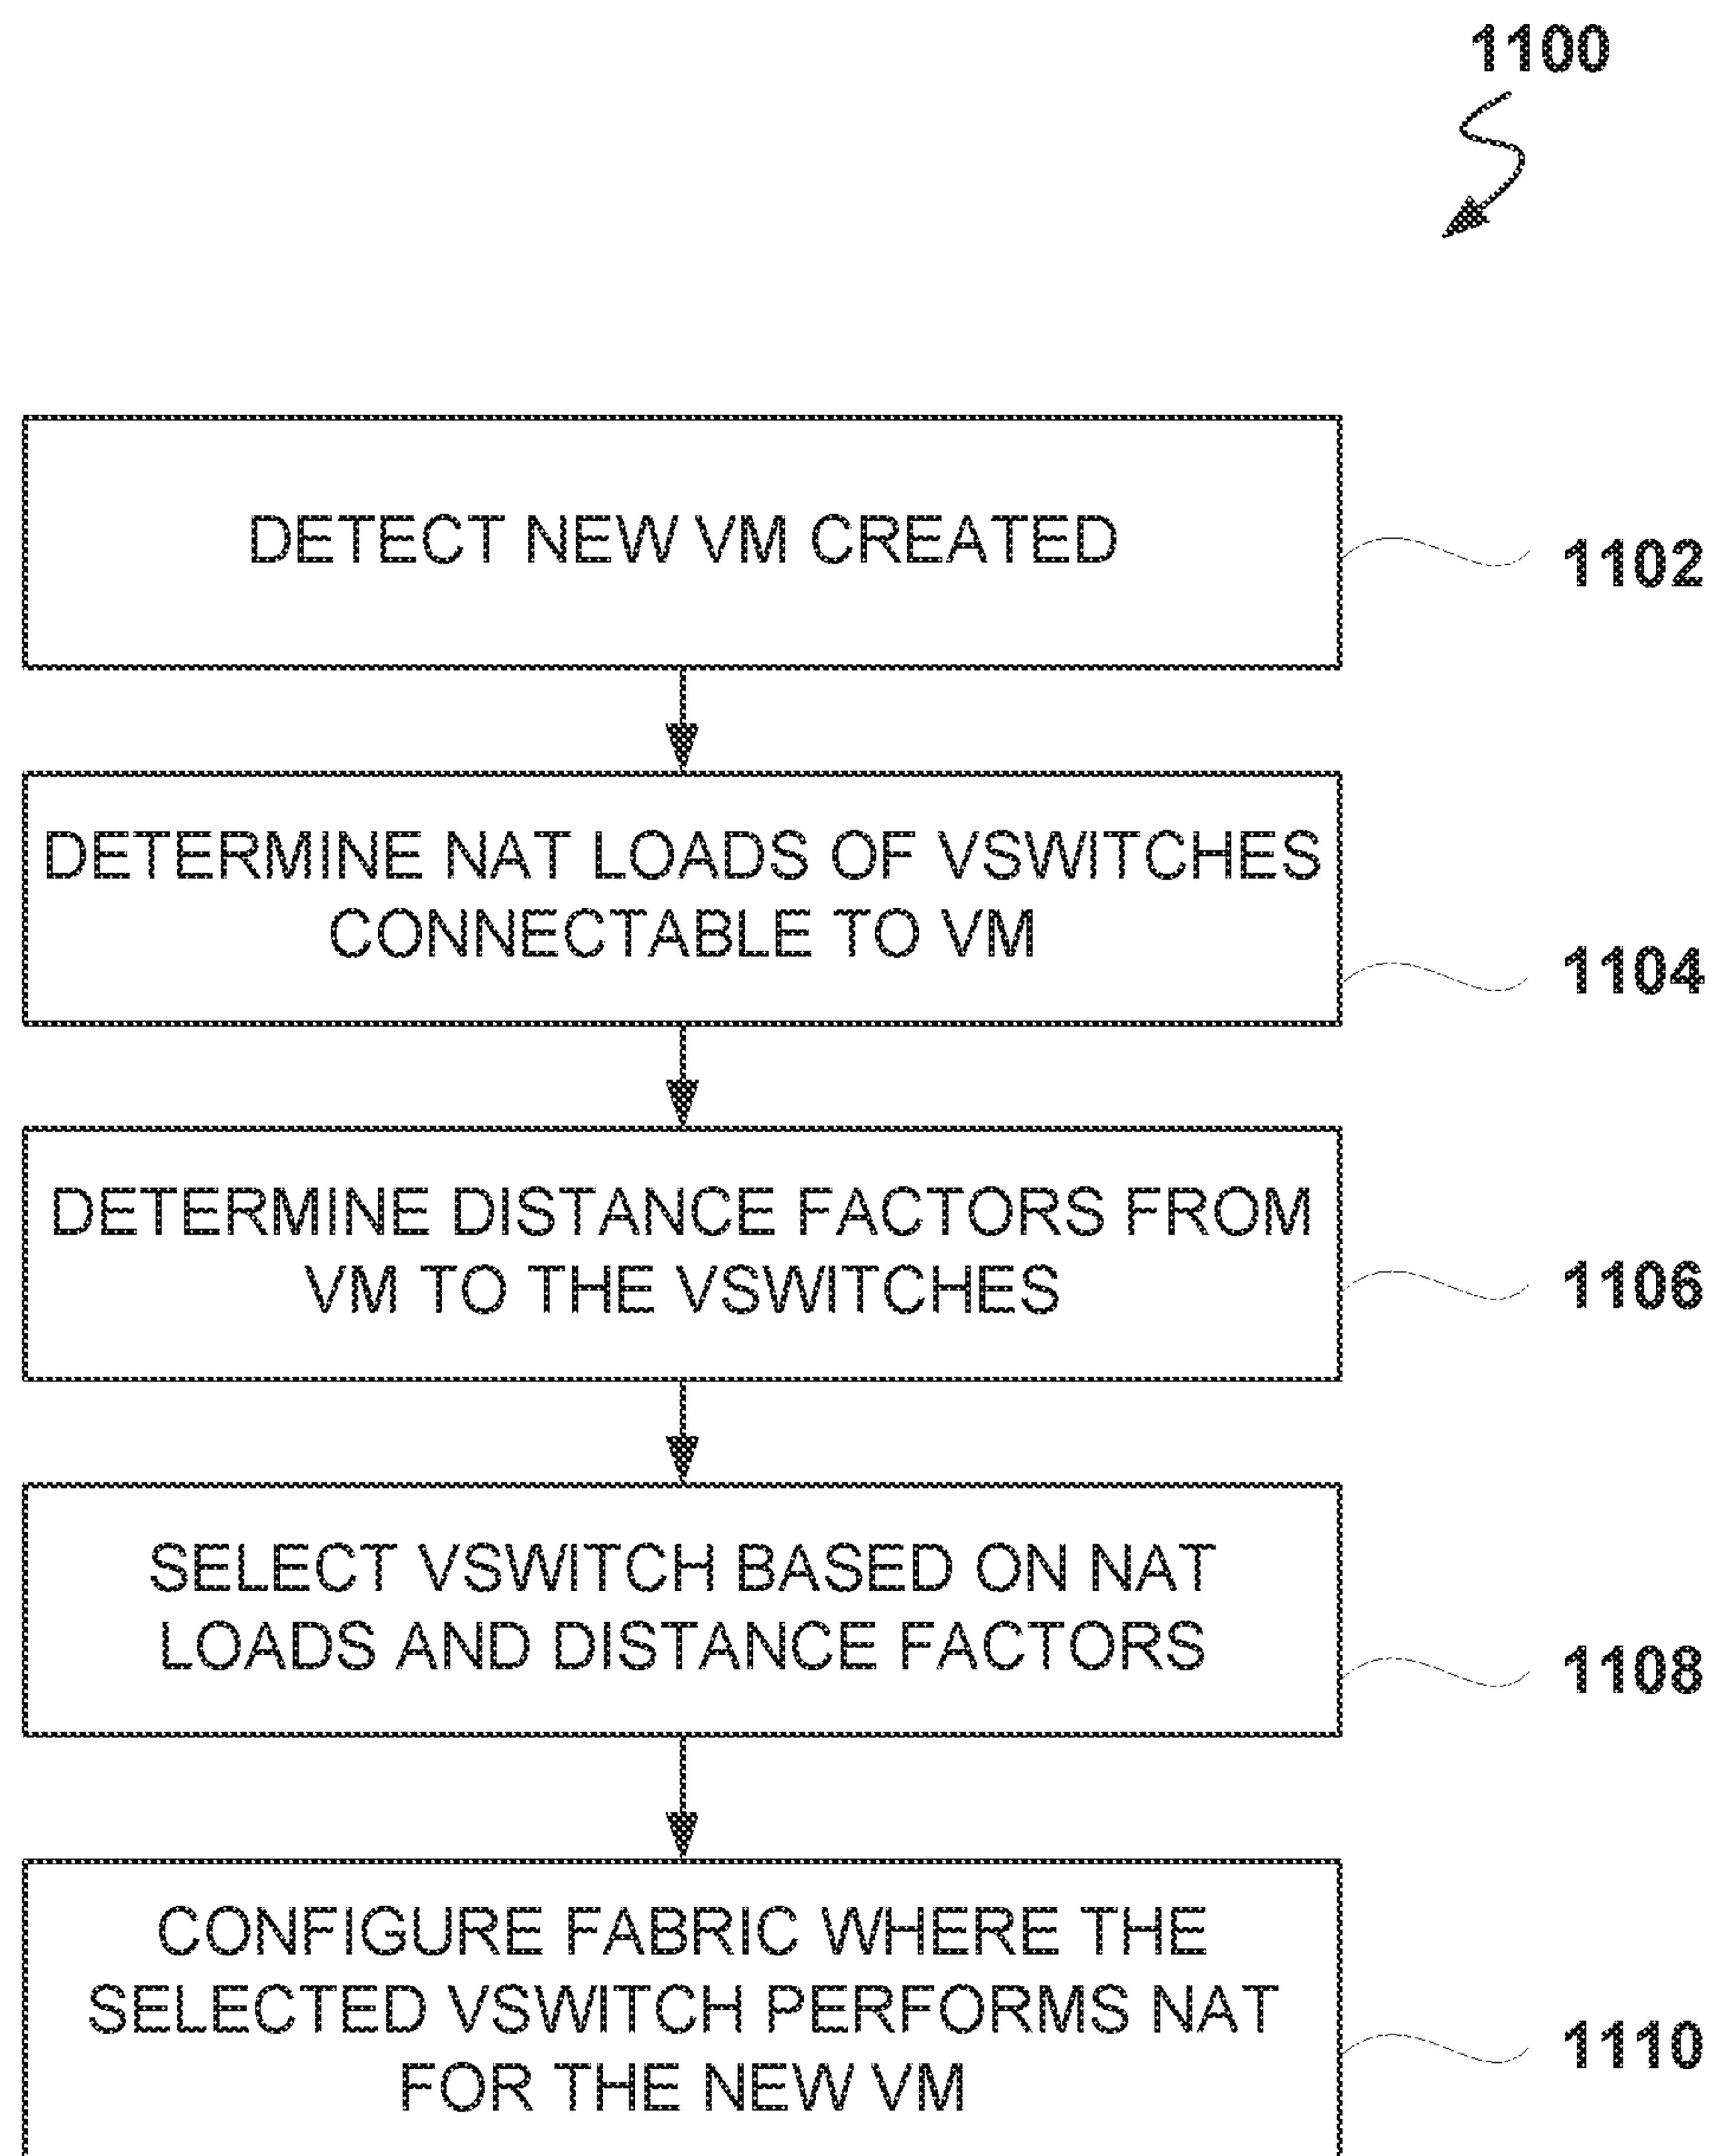 1100
DETECT NEW VM CREATED
1102
DETERMINE NAT LOADS OF VSWITCHES
CONNECTABLE TO VM
1104
DETERMINE DISTANCE FACTORS FROM
VM TO THE VSWITCHES
1106
SELECT VSWITCH BASED ON NAT
LOADS AND DISTANCE FACTORS
1108
CONFIGURE FABRIC WHERE THE
SELECTED VSWITCH PERFORMS NAT
FOR THE NEW VM
1110